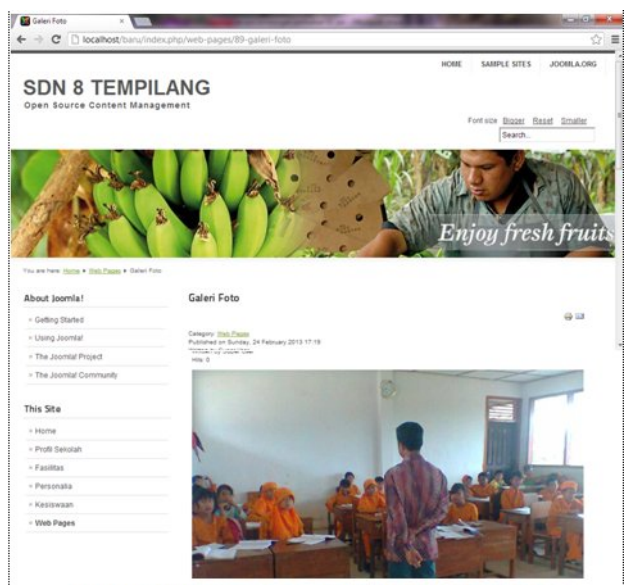 Galeri Foto
localhost/baru/index.php/web-pages/89-galeri-foto
HOME SAMPLE SITES JOOMLA.ORG
SDN 8 TEMPILANG
Open Source Content Management
Font size Bigger Reset Smaller
Search...
Enjoy fresh fruits
You are here: Home Web Pages Galeri Foto
About Joomla!
Getting Started
Using Joomla!
The Joomla! Project
The Joomla! Community
This Site
Home
Profil Sekolah
Fasilitas
Personalia
Kesiswaan
Web Pages
Galeri Foto
Category: Web Pages
Published on Sunday, 24 February 2013 17:19
Written by Super User
Hits: 0